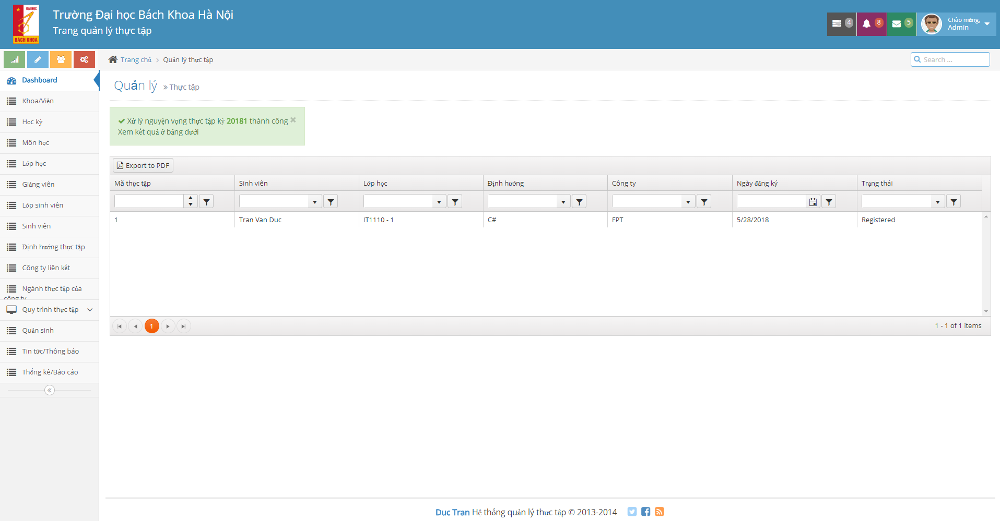 ĐẠI HỌC
BÁCH KHOA
Trường Đại học Bách Khoa Hà Nội
Trang quản lý thực tập
4
8
5
Chào mừng,
Admin
Trang chủ
Quản lý thực tập
Search ...
Dashboard
Khoa/Viện
Học kỳ
Môn học
Lớp học
Giảng viên
Lớp sinh viên
Sinh viên
Định hướng thực tập
Công ty liên kết
Ngành thực tập của
công ty
Quy trình thực tập
Quản sinh
Tin tức/Thông báo
Thống kê/Báo cáo
Quản lý » Thực tập
Xử lý nguyện vọng thực tập kỳ 20181 thành công ×
Xem kết quả ở bảng dưới
Export to PDF
Mã thực tập Sinh viên Lớp học Định hướng Công ty Ngày đăng ký Trạng thái
1 Tran Van Duc IT1110 - 1 C# FPT 5/28/2018 Registered
1
1 - 1 of 1 items
Duc Tran Hệ thống quản lý thực tập © 2013-2014